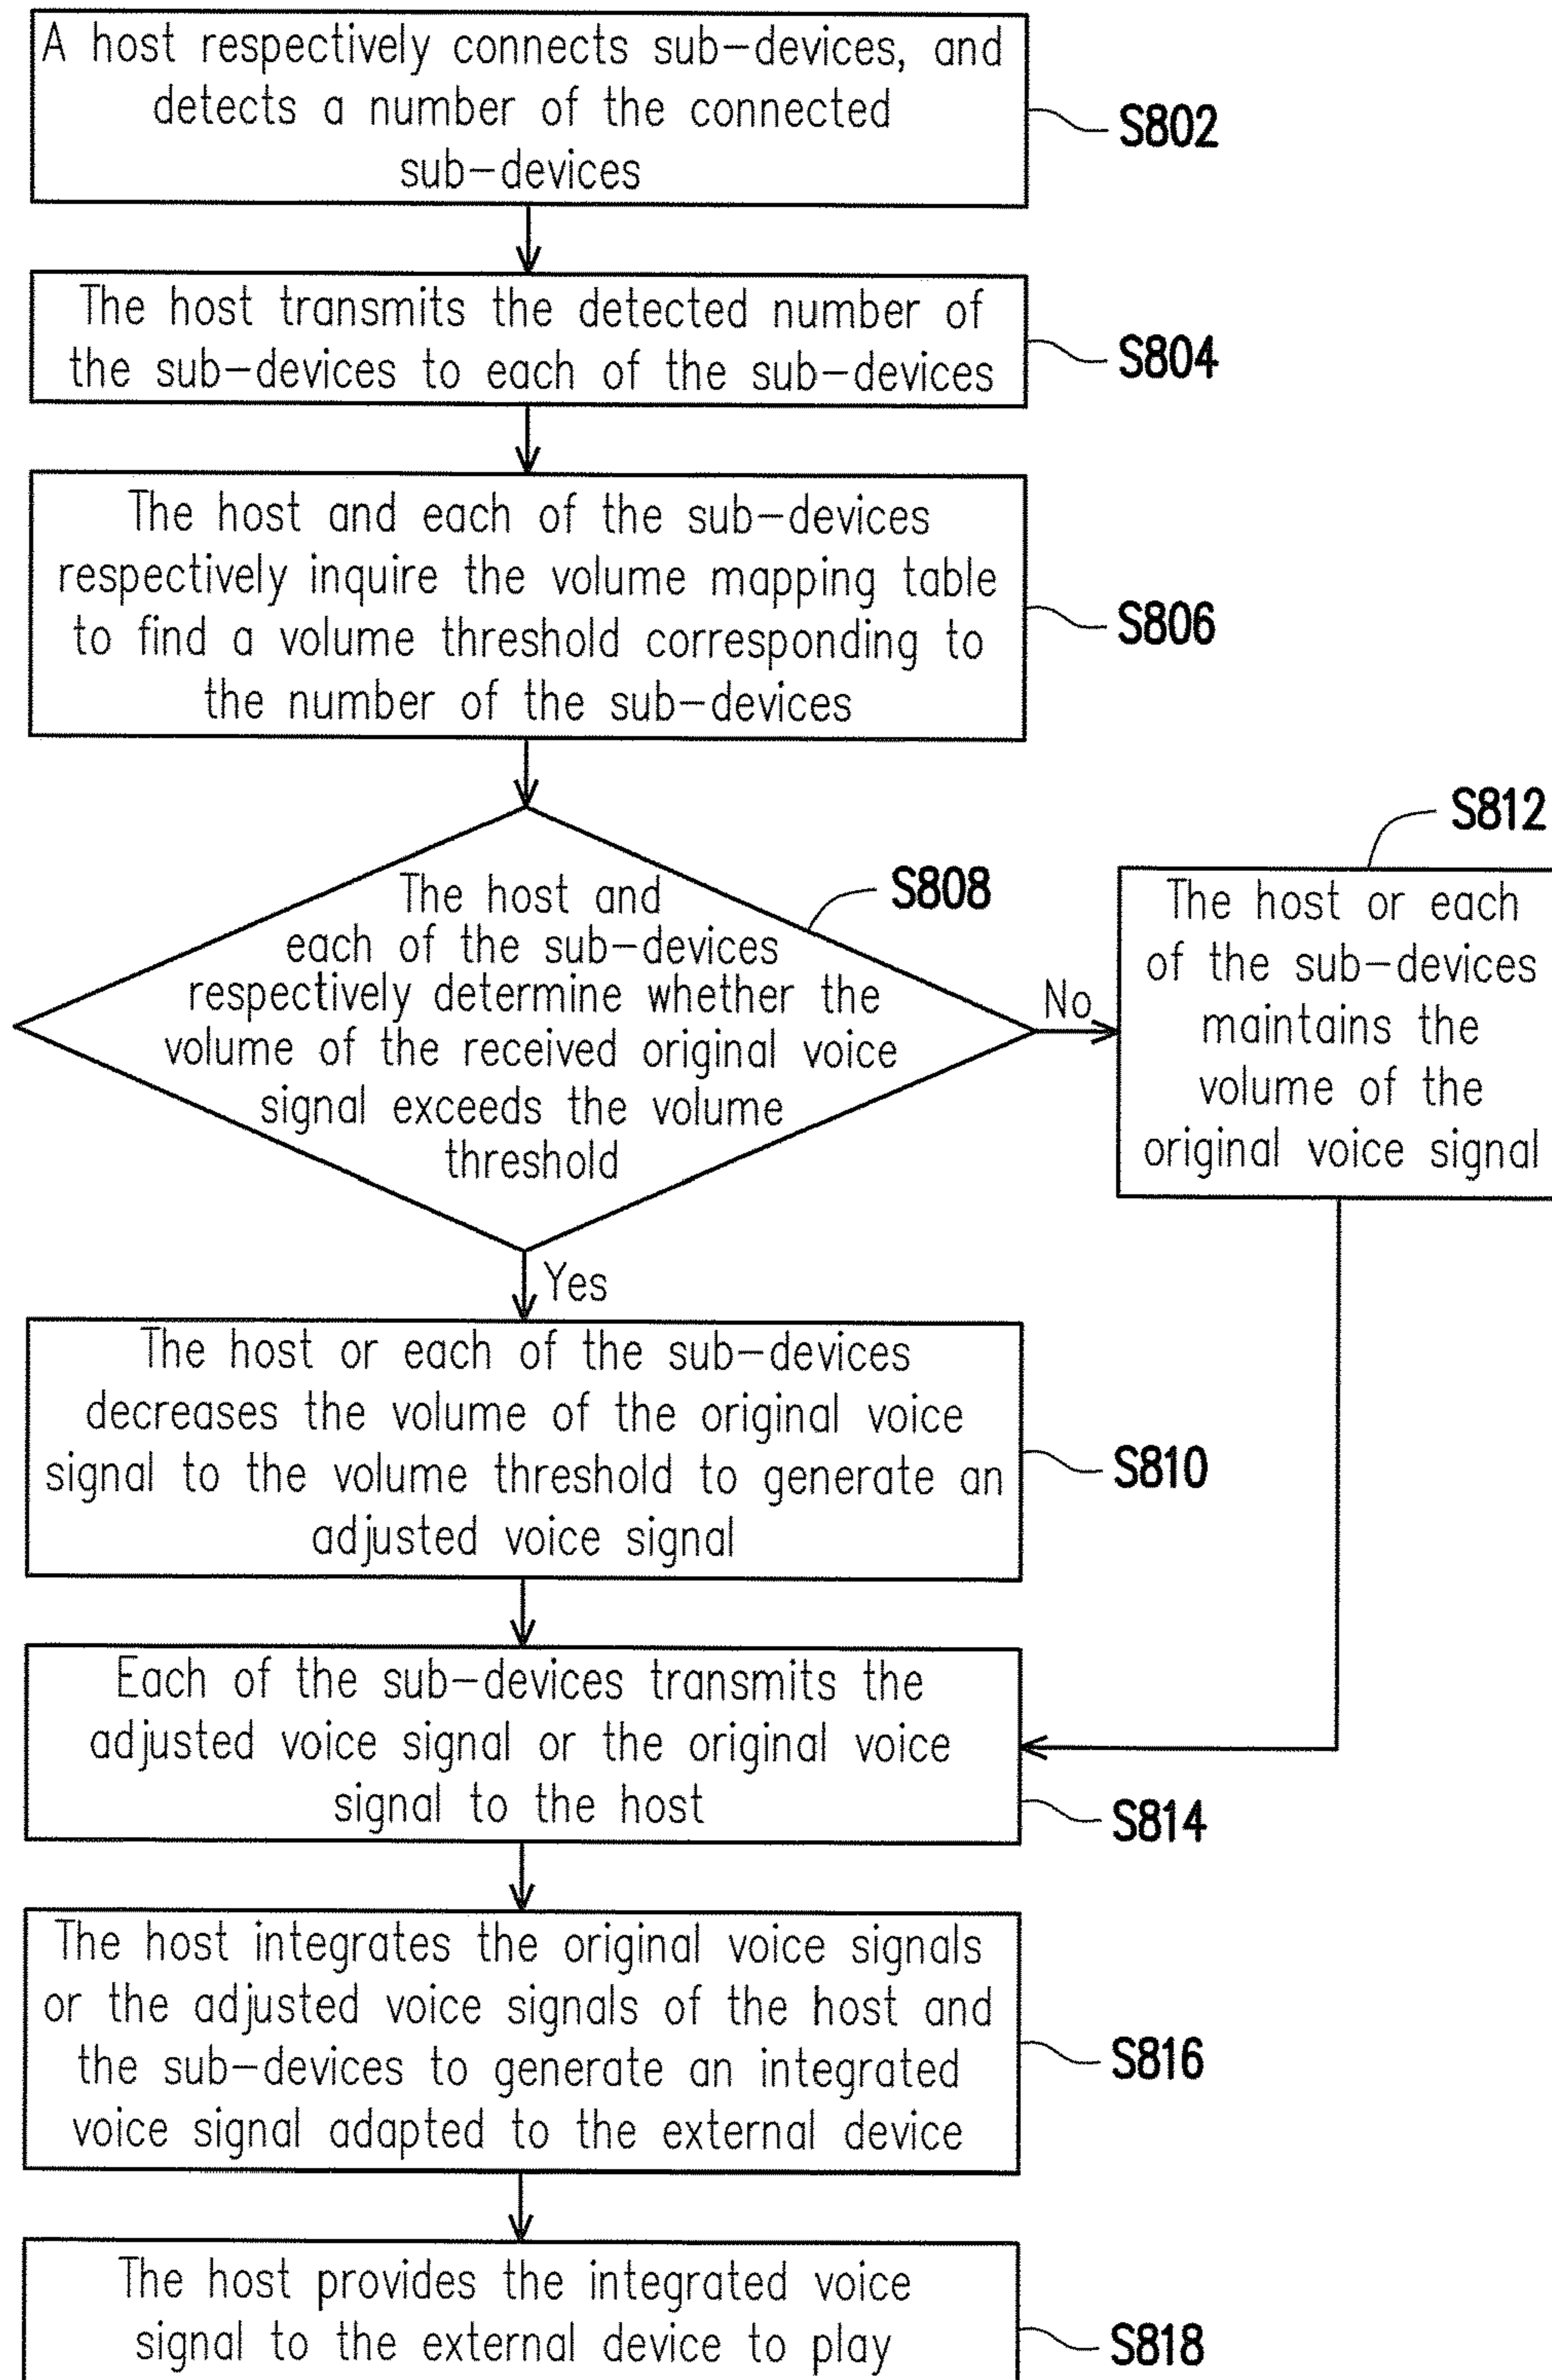 A host respectively connects sub-devices, and
detects a number of the connected
sub-devices
S802
The host transmits the detected number of
the sub-devices to each of the sub-devices
S804
The host and each of the sub-devices
respectively inquire the volume mapping table
to find a volume threshold corresponding to
the number of the sub-devices
S806
The host and
each of the sub-devices
respectively determine whether the
volume of the received original voice
signal exceeds the volume
threshold
S808
No
S812
The host or each
of the sub-devices
maintains the
volume of the
original voice signal
Yes
The host or each of the sub-devices
decreases the volume of the original voice
signal to the volume threshold to generate an
adjusted voice signal
S810
Each of the sub-devices transmits the
adjusted voice signal or the original voice
signal to the host
S814
The host integrates the original voice signals
or the adjusted voice signals of the host and
the sub-devices to generate an integrated
voice signal adapted to the external device
S816
The host provides the integrated voice
signal to the external device to play
S818